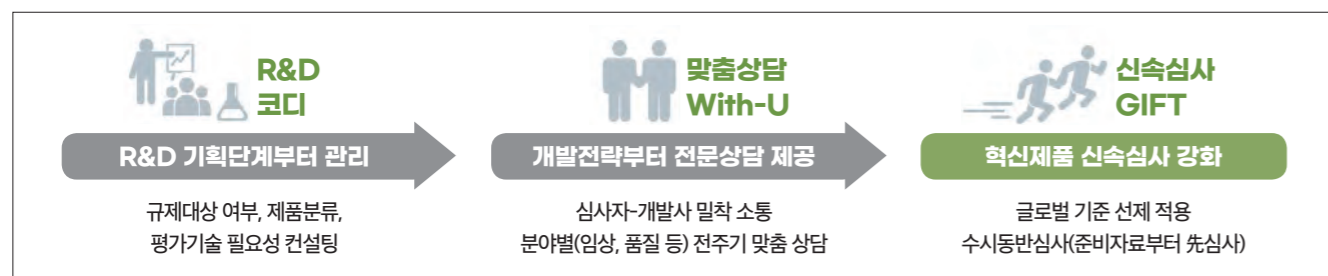 R&D
코디
R&D 기획단계부터 관리
규제대상 여부, 제품분류,
평가기술 필요성 컨설팅
맞춤상담
With-U
개발전략부터 전문상담 제공
심사자-개발사 밀착 소통
분야별(임상, 품질 등) 전주기 맞춤 상담
신속심사
GIFT
혁신제품 신속심사 강화
글로벌 기준 선제 적용
수시동반심사(준비자료부터 先심사)